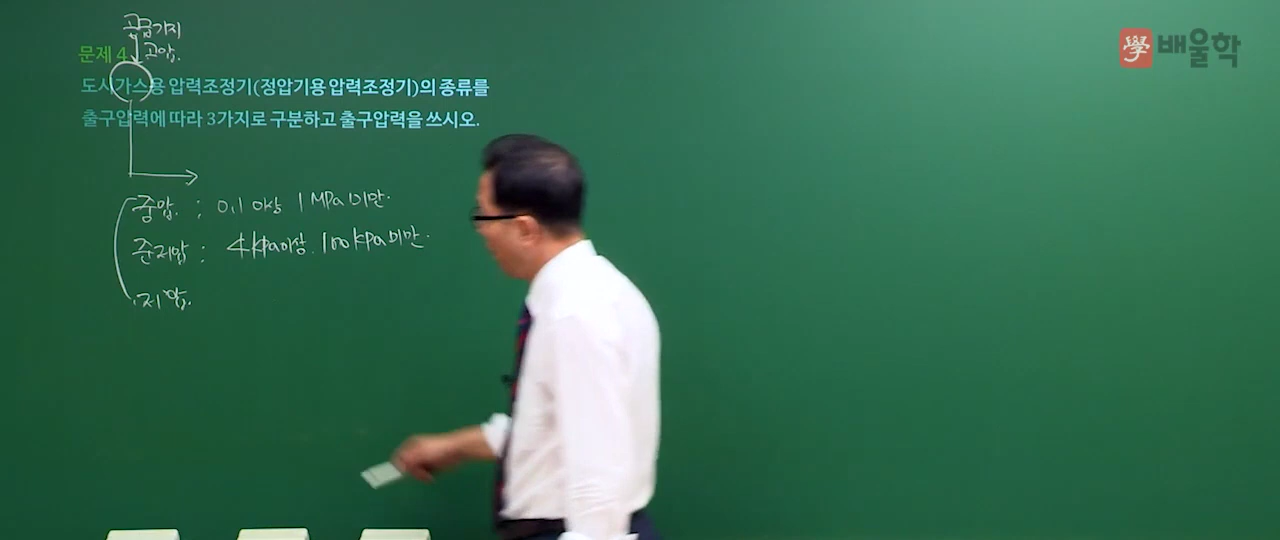 공급기지
고압.
문제 4
도시가스용 압력조정기(정압기용 압력조정기)의 종류를
출구압력에 따라 3가지로 구분하고 출구압력을 쓰시오.
중압. : 0.1 이상 1 MPa 미만.
준저압 : 4 kPa 이상. 100 kPa 미만.
저압.
學 배울학